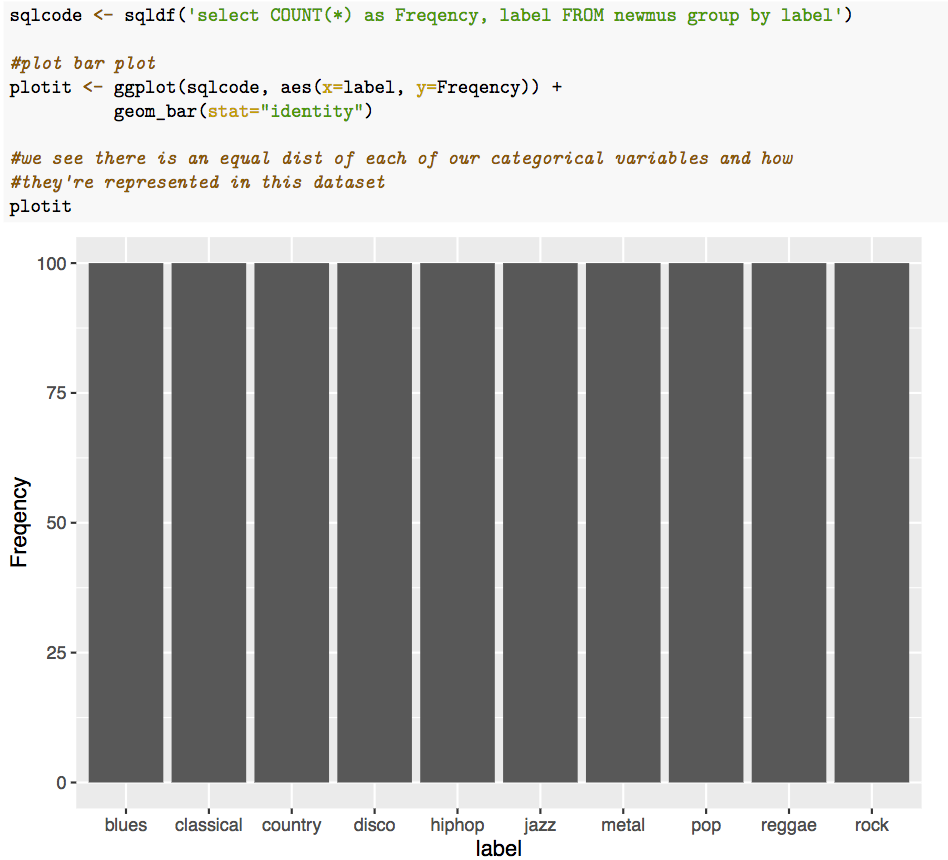 sqlcode <- sqldf('select COUNT(*) as Freqency, label FROM newmus group by label')
#plot bar plot
plotit <- ggplot(sqlcode, aes(x=label, y=Freqency)) +
geom_bar(stat="identity")
#we see there is an equal dist of each of our categorical variables and how
#they're represented in this dataset
plotit
100
75
50
25
0
Freqency
blues classical country disco hiphop jazz metal pop reggae rock
label